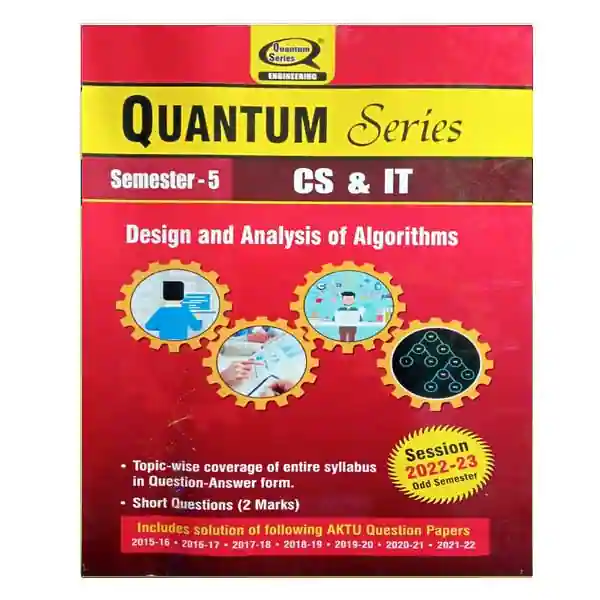 Quantum
Series
ENGINEERING
QUANTUM Series
Semester - 5 CS & IT
Design and Analysis of Algorithms
Session
2022-23
Odd Semester
• Topic-wise coverage of entire syllabus
in Question-Answer form.
• Short Questions (2 Marks)
Includes solution of following AKTU Question Papers
2015-16 • 2016-17 • 2017-18 • 2018-19 • 2019-20 • 2020-21 • 2021-22